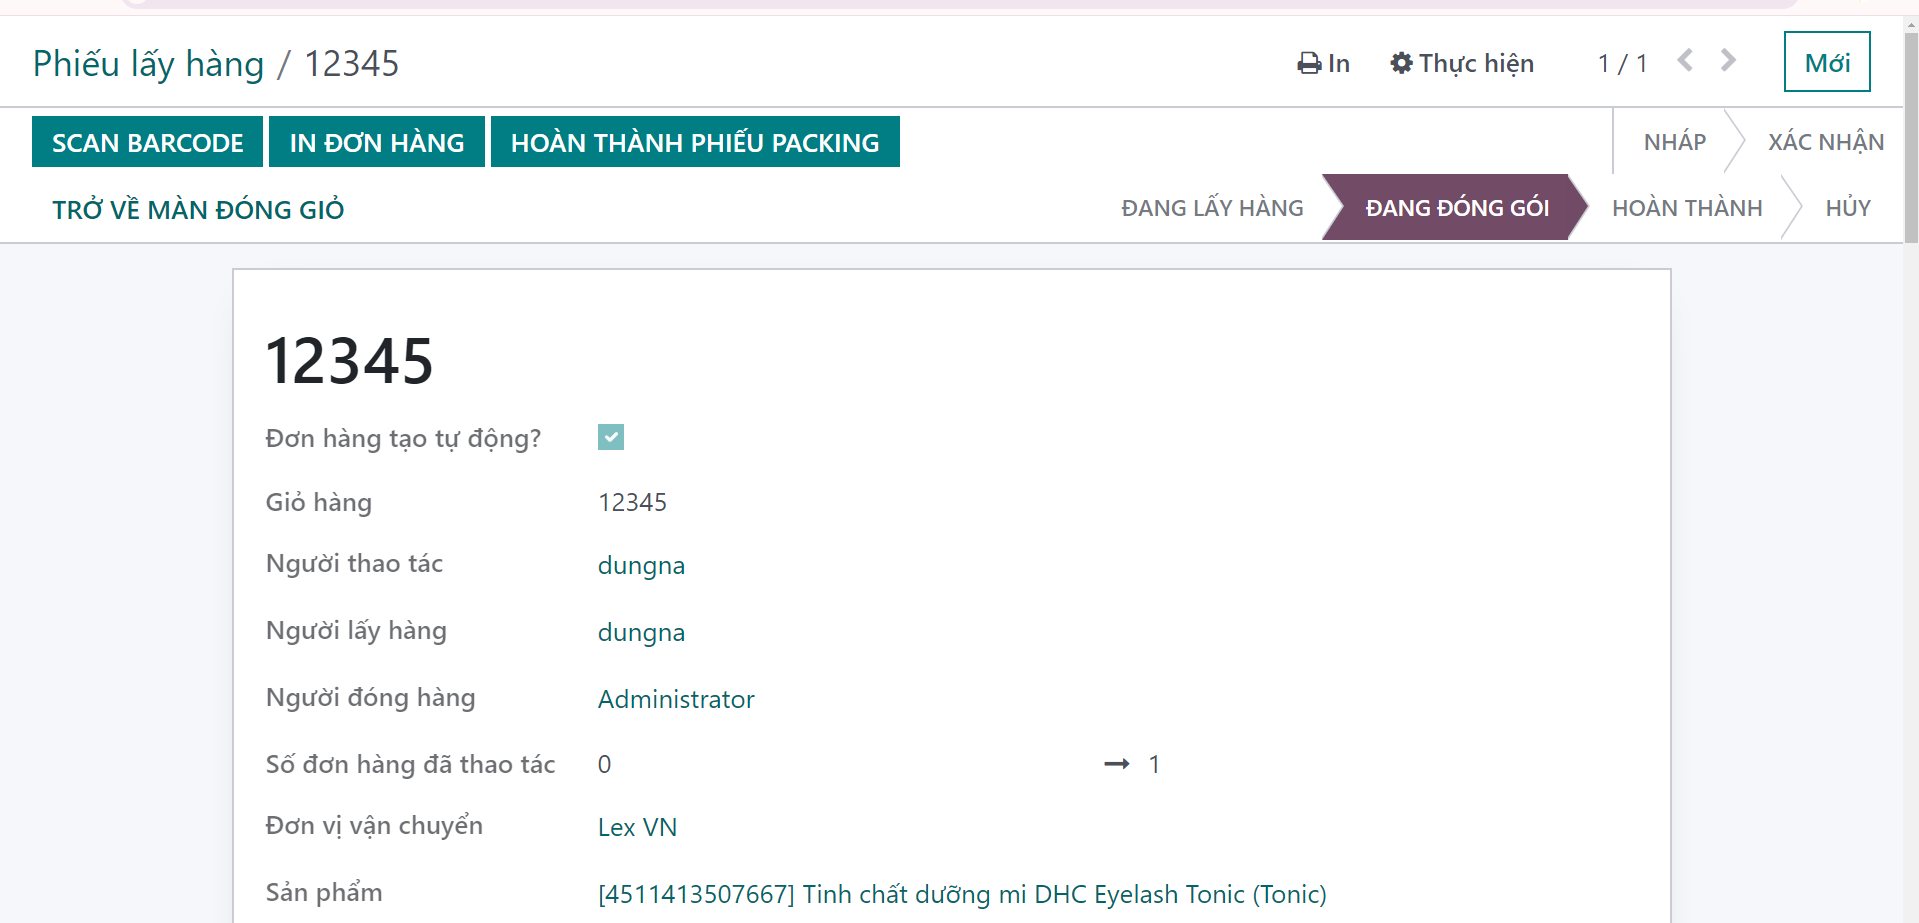 Phiếu lấy hàng / 12345
In
Thực hiện
1 / 1
Mới
SCAN BARCODE
IN ĐƠN HÀNG
HOÀN THÀNH PHIẾU PACKING
NHÁP
XÁC NHẬN
TRỞ VỀ MÀN ĐÓNG GIỎ
ĐANG LẤY HÀNG
ĐANG ĐÓNG GÓI
HOÀN THÀNH
HỦY
12345
Đơn hàng tạo tự động?
Giỏ hàng 12345
Người thao tác dungna
Người lấy hàng dungna
Người đóng hàng Administrator
Số đơn hàng đã thao tác 0 → 1
Đơn vị vận chuyển Lex VN
Sản phẩm [4511413507667] Tinh chất dưỡng mi DHC Eyelash Tonic (Tonic)